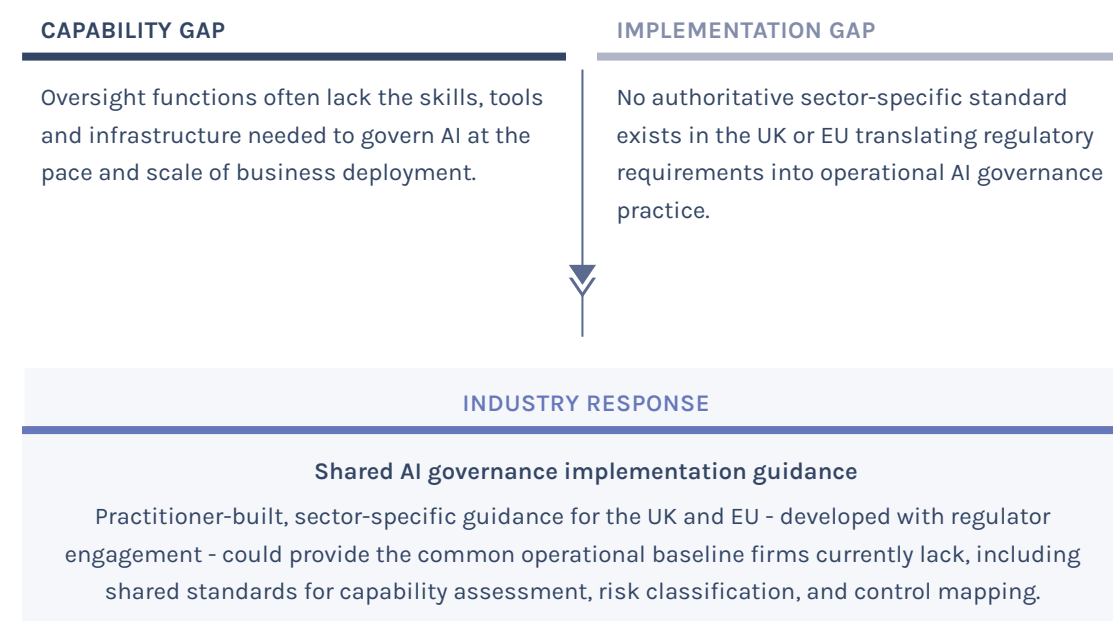 CAPABILITY GAP
Oversight functions often lack the skills, tools
and infrastructure needed to govern AI at the
pace and scale of business deployment.
IMPLEMENTATION GAP
No authoritative sector-specific standard
exists in the UK or EU translating regulatory
requirements into operational AI governance
practice.
INDUSTRY RESPONSE
Shared AI governance implementation guidance
Practitioner-built, sector-specific guidance for the UK and EU - developed with regulator
engagement - could provide the common operational baseline firms currently lack, including
shared standards for capability assessment, risk classification, and control mapping.